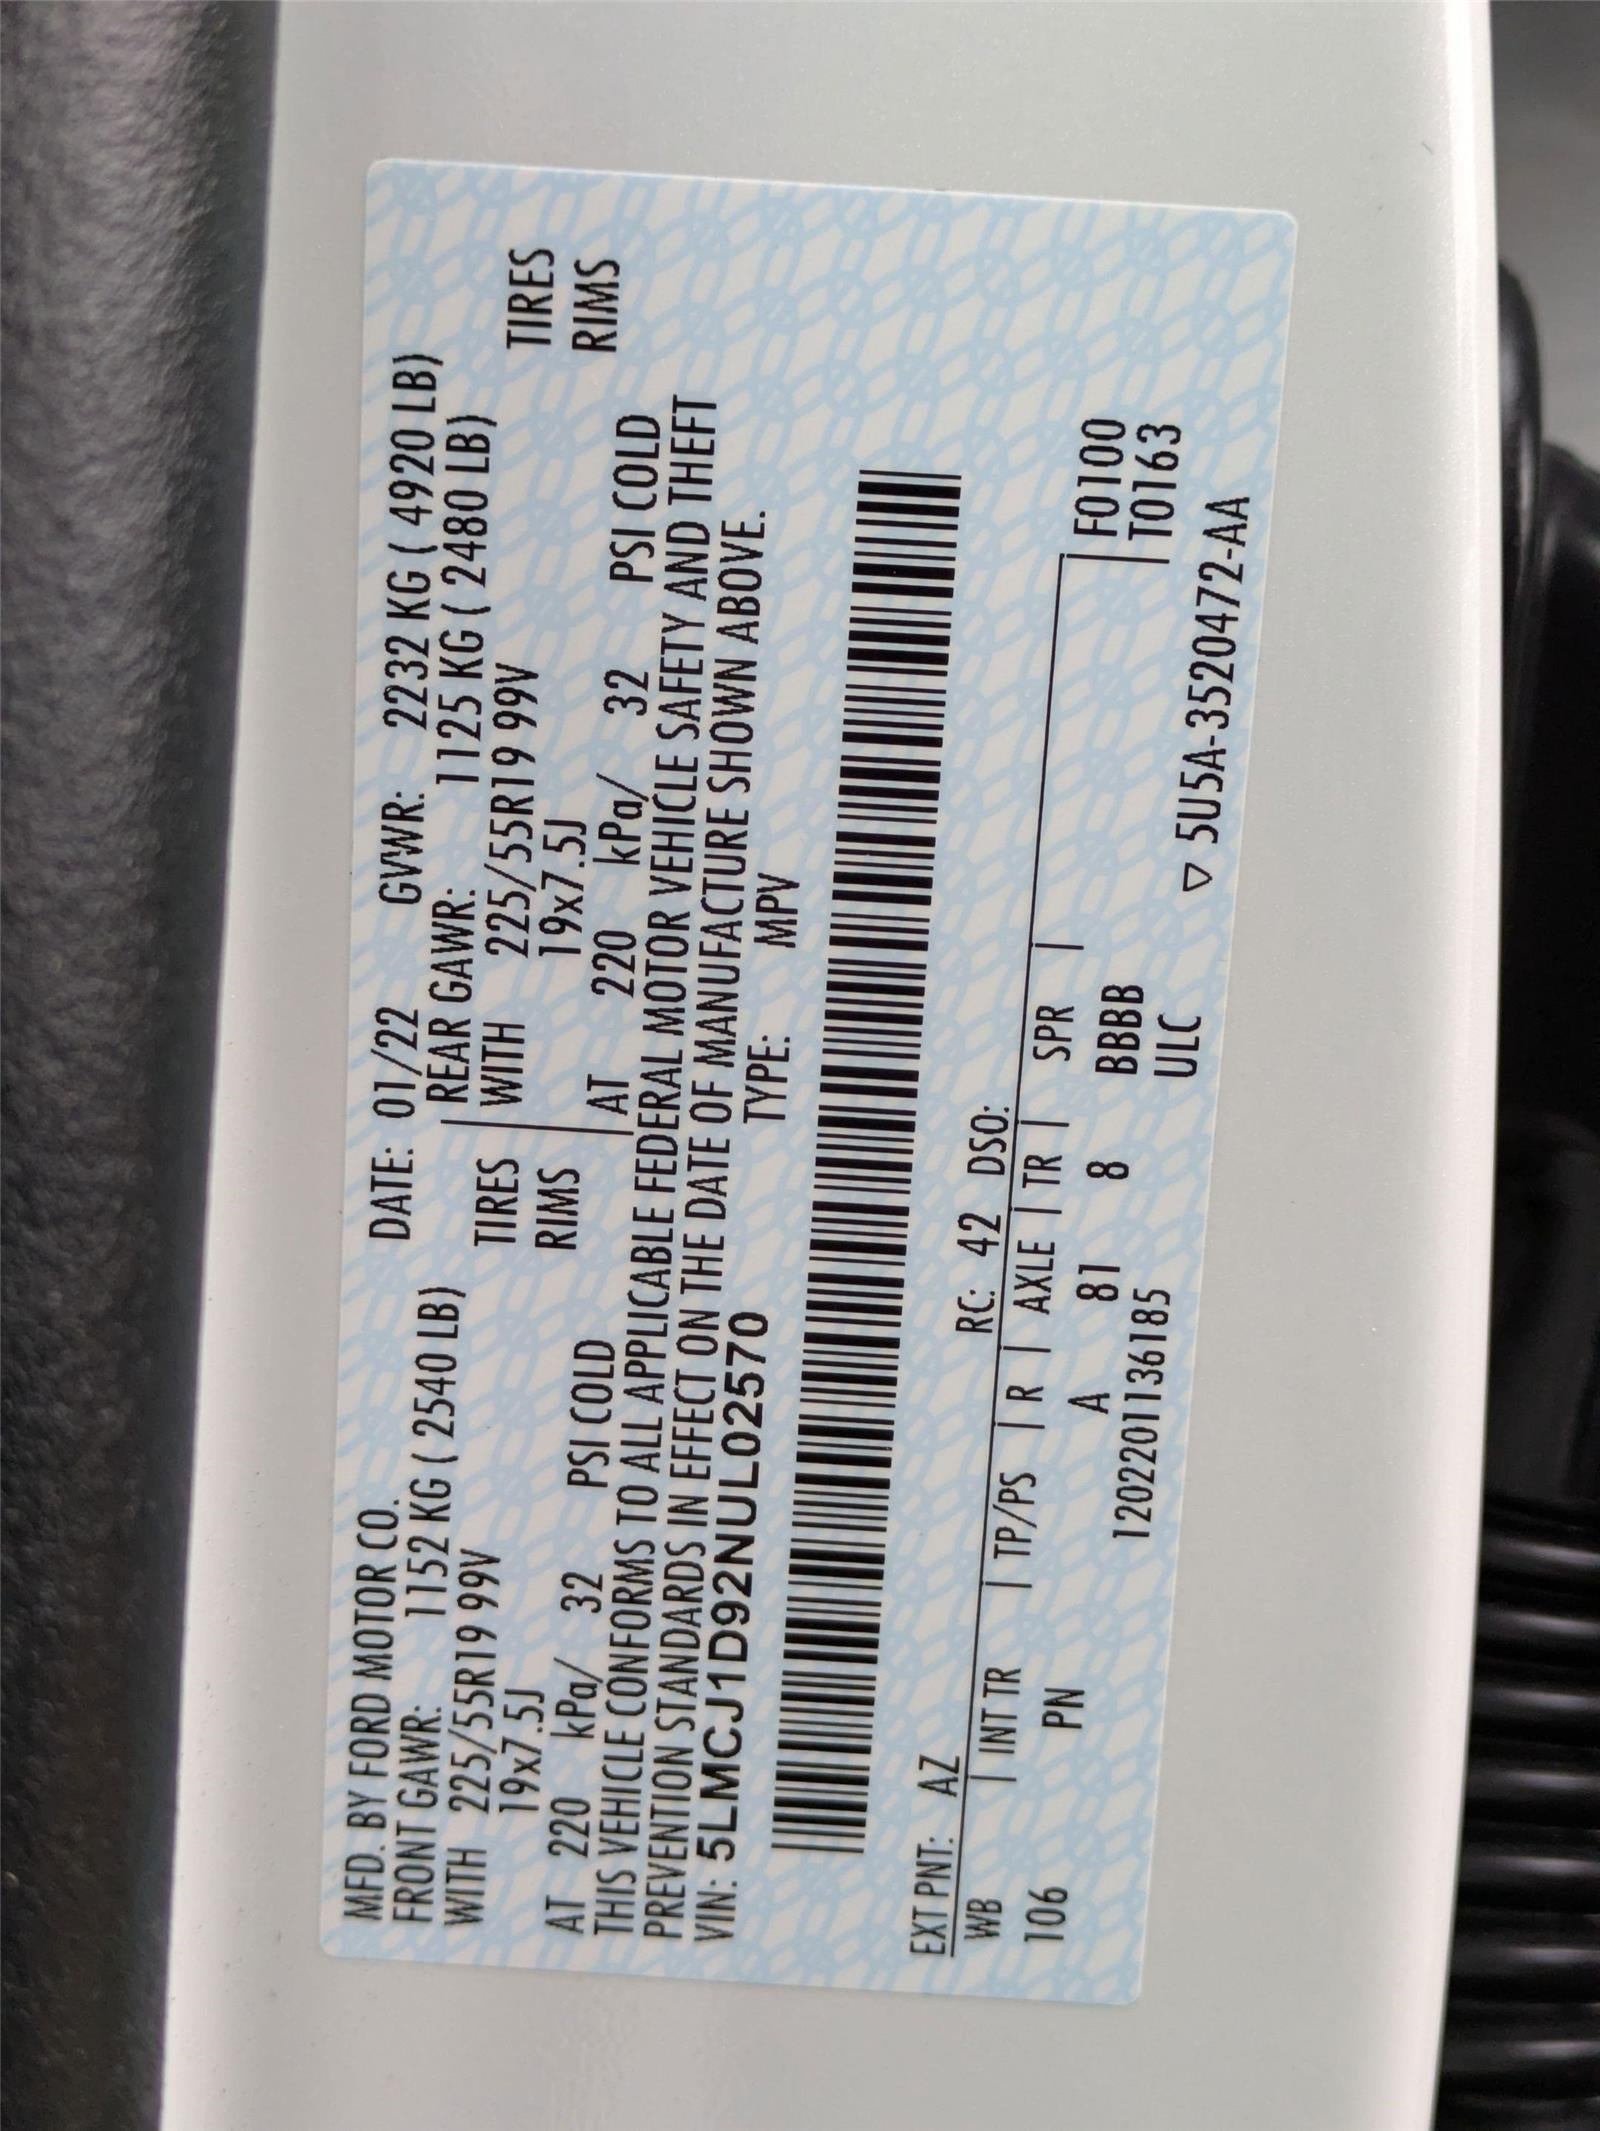 MFD. BY FORD MOTOR CO. DATE: 01/22 GVWR: 2232 KG ( 4920 LB)
FRONT GAWR: 1152 KG ( 2540 LB) REAR GAWR: 1125 KG ( 2480 LB)
WITH 225/55R19 99V TIRES WITH 225/55R19 99V TIRES
19x7.5J RIMS 19x7.5J RIMS
AT 220 kPa/ 32 PSI COLD AT 220 kPa/ 32 PSI COLD
THIS VEHICLE CONFORMS TO ALL APPLICABLE FEDERAL MOTOR VEHICLE SAFETY AND THEFT
PREVENTION STANDARDS IN EFFECT ON THE DATE OF MANUFACTURE SHOWN ABOVE.
VIN: 5LMCJ1D92NUL02570 TYPE: MPV
EXT PNT: AZ RC: 42 DSO:
WB | INT TR | TP/PS | R | AXLE | TR | SPR | F0100
106 PN A 81 8 BBBB T0163
1202201136185 ULC
▽ 5U5A-3520472-AA